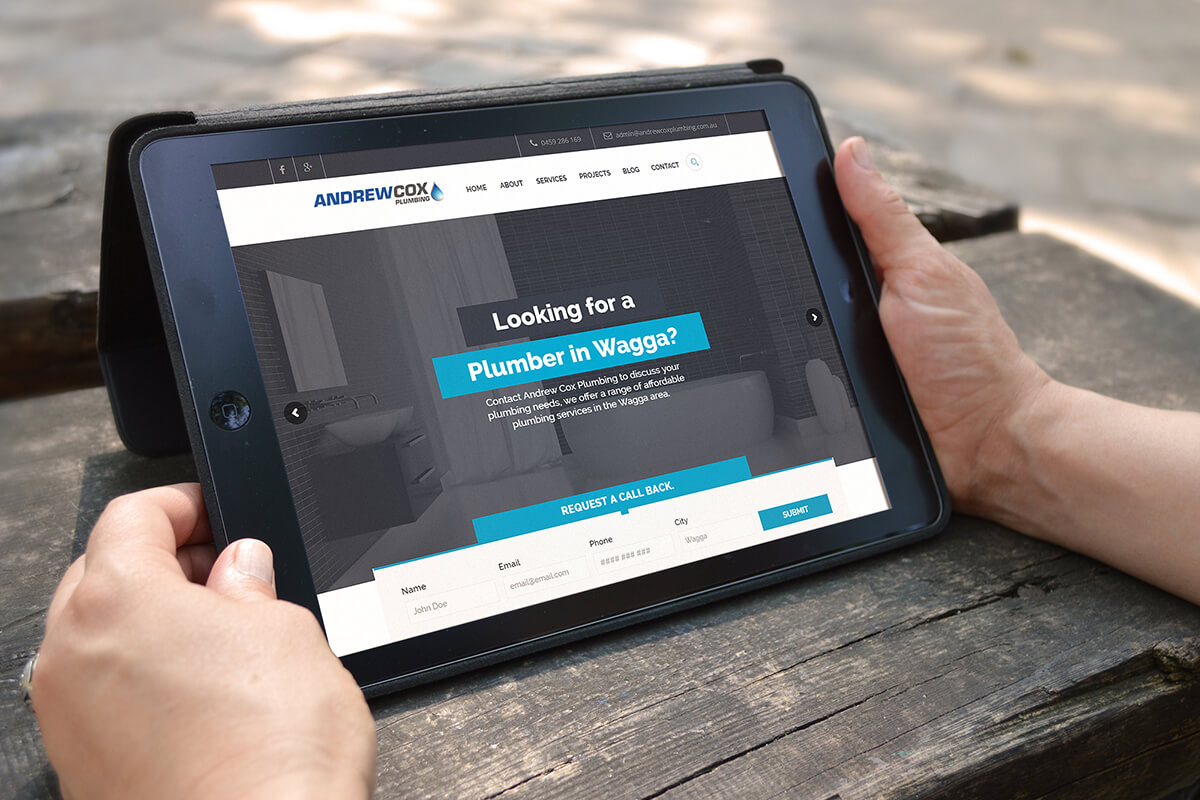 0459 286 169
admin@andrewcoxplumbing.com.au
ANDREWCOX
PLUMBING
HOME ABOUT SERVICES PROJECTS BLOG CONTACT
Looking for a
Plumber in Wagga?
Contact Andrew Cox Plumbing to discuss your
plumbing needs, we offer a range of affordable
plumbing services in the Wagga area.
REQUEST A CALL BACK.
Name Email Phone City
John Doe email@email.com #### ### ### Wagga SUBMIT